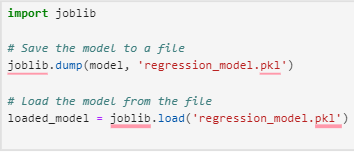 import joblib
# Save the model to a file
joblib.dump(model, 'regression_model.pkl')
# Load the model from the file
loaded_model = joblib.load('regression_model.pkl')